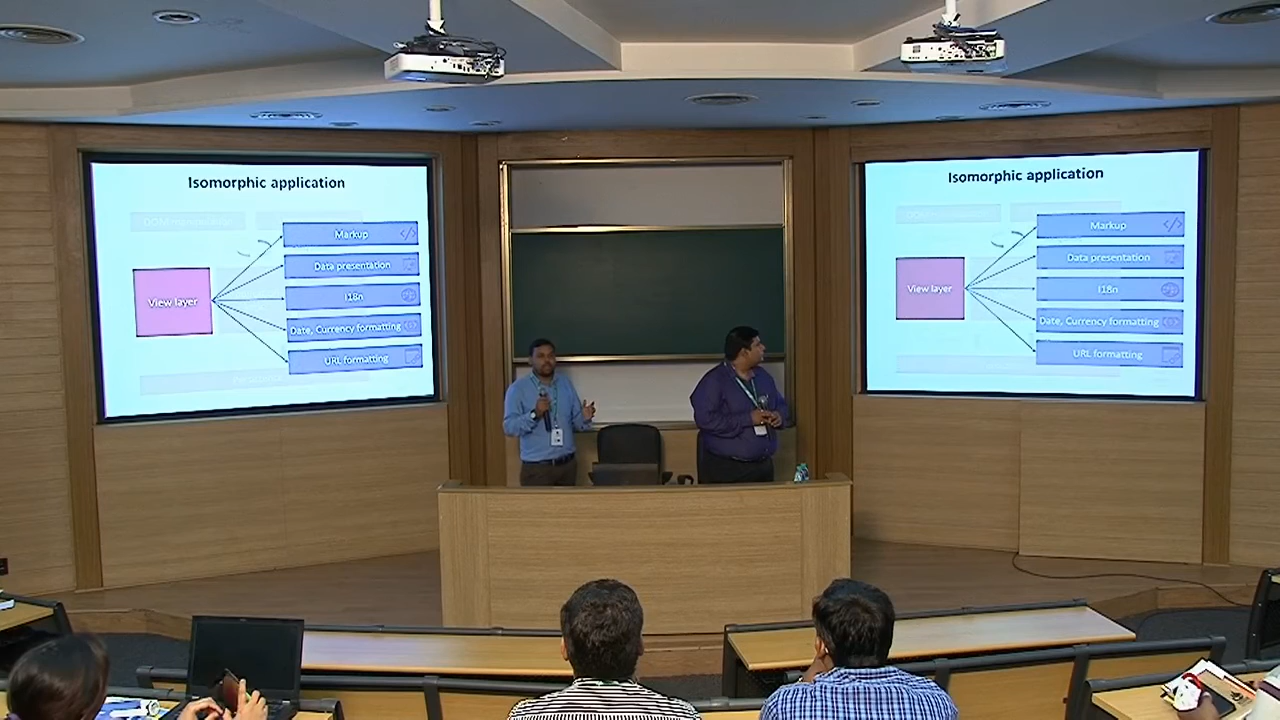 Isomorphic application
Markup
Data presentation
View layer
I18n
Date, Currency formatting
URL formatting
Isomorphic application
Markup
Data presentation
View layer
I18n
Date, Currency formatting
URL formatting